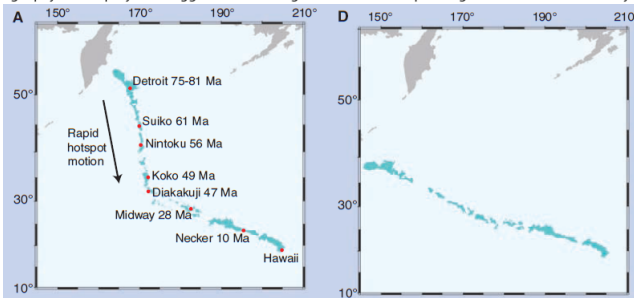 A
150° 170° 190° 210°
Detroit 75-81 Ma
50°
Suiko 61 Ma
Rapid
hotspot
motion
Nintoku 56 Ma
Koko 49 Ma
30°
Diakakuji 47 Ma
Midway 28 Ma
Necker 10 Ma
Hawaii
10°
D
150° 170° 190° 210
50°
30°
10°